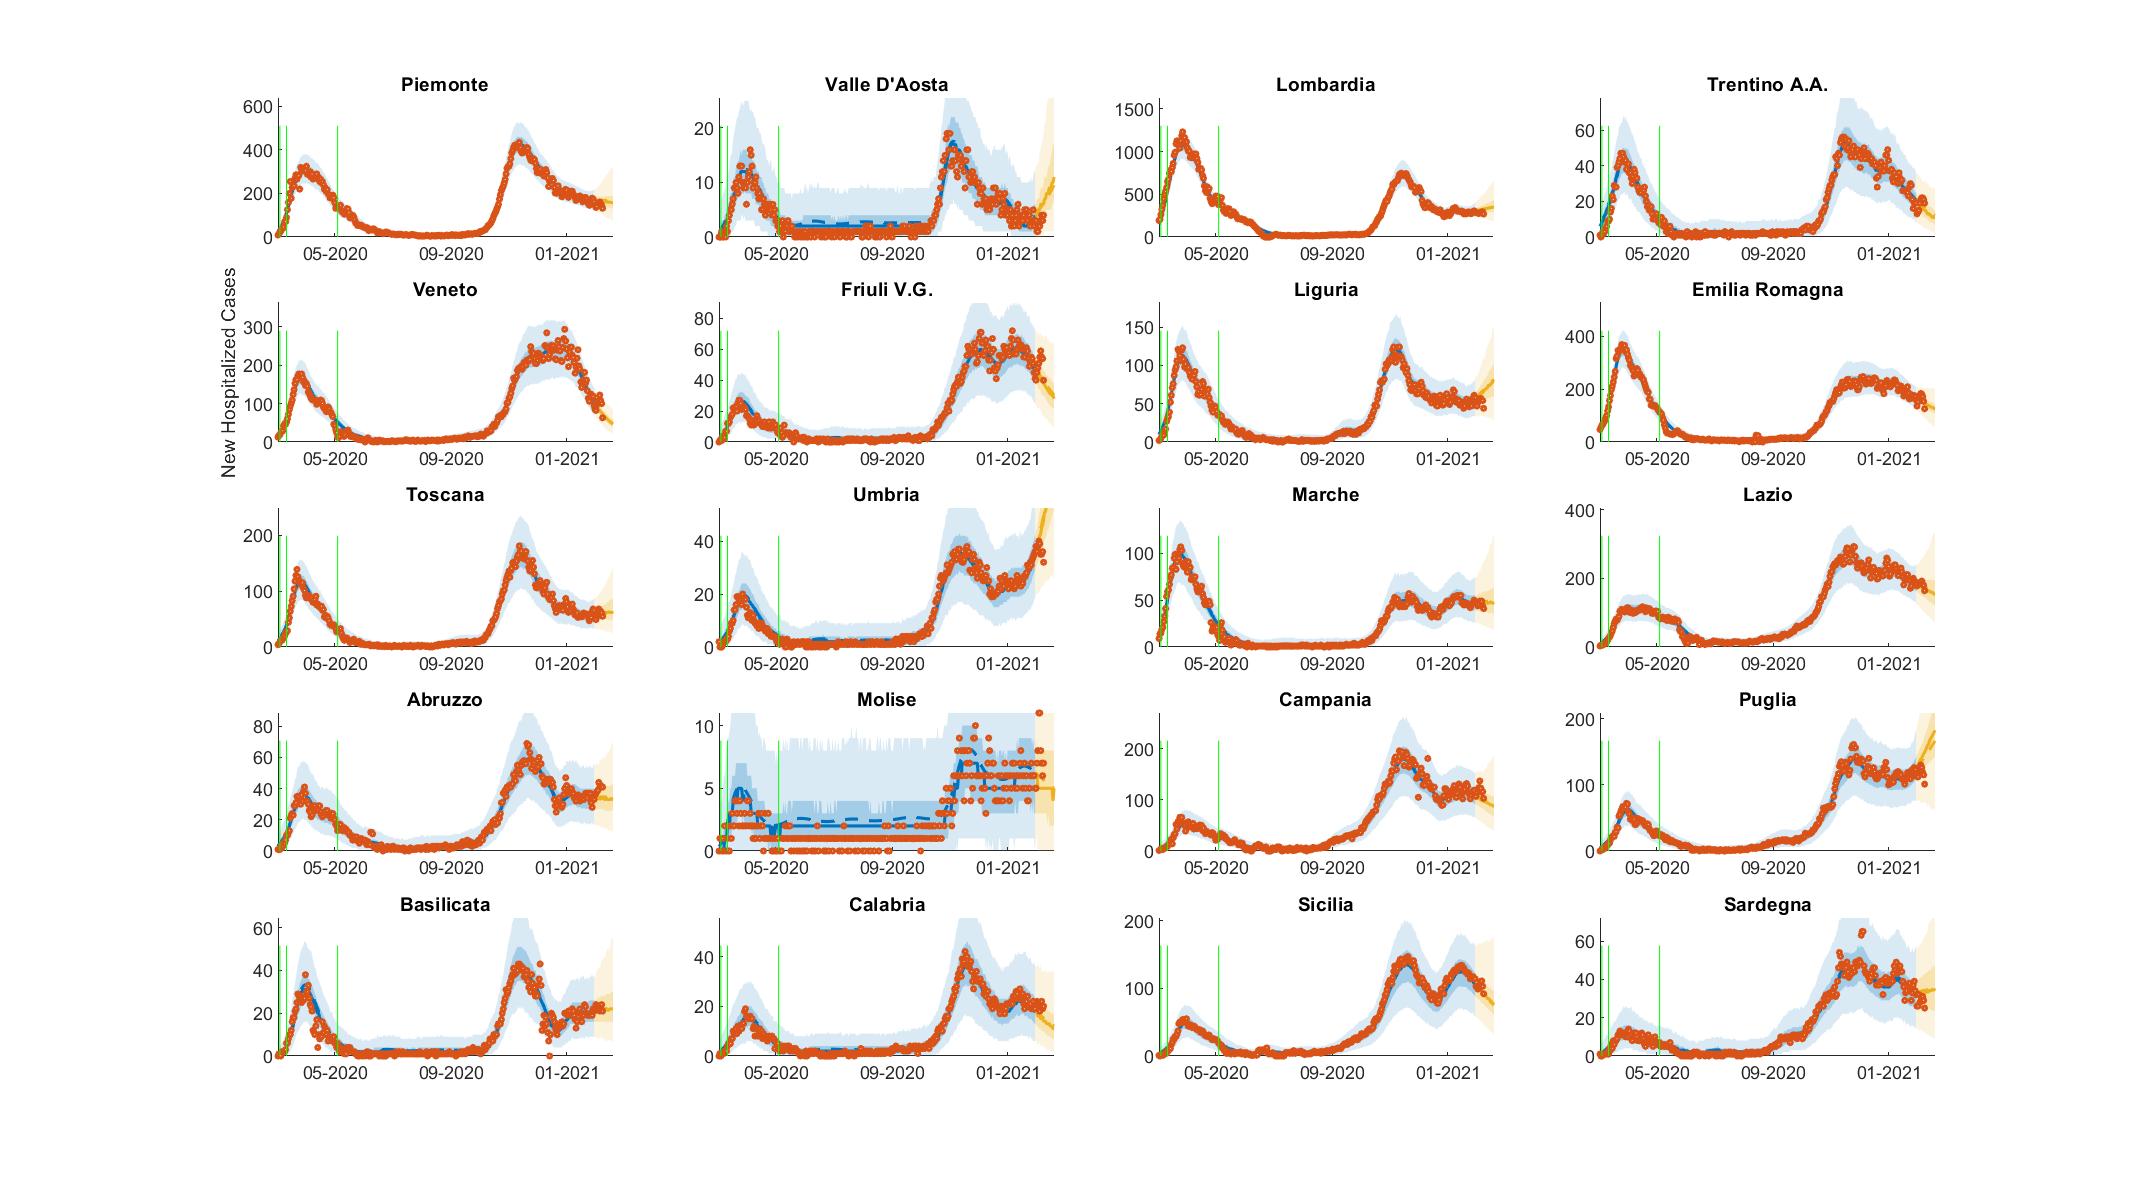 Piemonte Valle D'Aosta Lombardia Trentino A.A.
600 20 1500 60
400 10 1000 40
200 0 500 20
0 0 0
05-2020 09-2020 01-2021 05-2020 09-2020 01-2021 05-2020 09-2020 01-2021 05-2020 09-2020 01-2021
New Hospitalized Cases
Veneto Friuli V.G. Liguria Emilia Romagna
300 80 150 400
200 60 100 200
100 40 50 0
0 20 0
0
05-2020 09-2020 01-2021 05-2020 09-2020 01-2021 05-2020 09-2020 01-2021 05-2020 09-2020 01-2021
Toscana Umbria Marche Lazio
200 40 100 400
100 20 50 200
0 0 0 0
05-2020 09-2020 01-2021 05-2020 09-2020 01-2021 05-2020 09-2020 01-2021 05-2020 09-2020 01-2021
Abruzzo Molise Campania Puglia
80 10 200 200
60 5 100 100
40 0 0 0
20
0
05-2020 09-2020 01-2021 05-2020 09-2020 01-2021 05-2020 09-2020 01-2021 05-2020 09-2020 01-2021
Basilicata Calabria Sicilia Sardegna
60 40 200 60
40 20 100 40
20 0 0 20
0 0
05-2020 09-2020 01-2021 05-2020 09-2020 01-2021 05-2020 09-2020 01-2021 05-2020 09-2020 01-2021